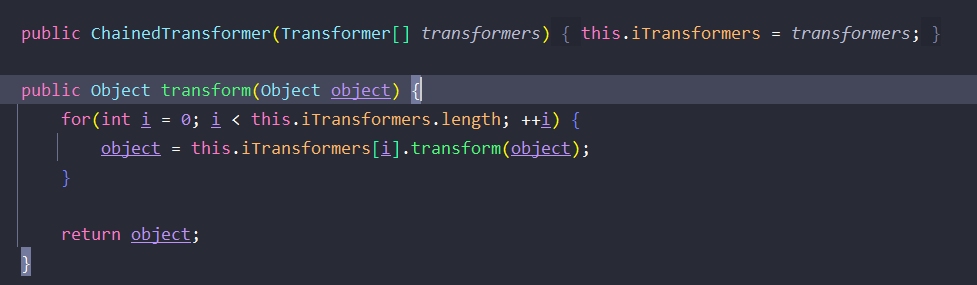 public ChainedTransformer(Transformer[] transformers) { this.iTransformers = transformers; }
public Object transform(Object object) {
for(int i = 0; i < this.iTransformers.length; ++i) {
object = this.iTransformers[i].transform(object);
}
return object;
}